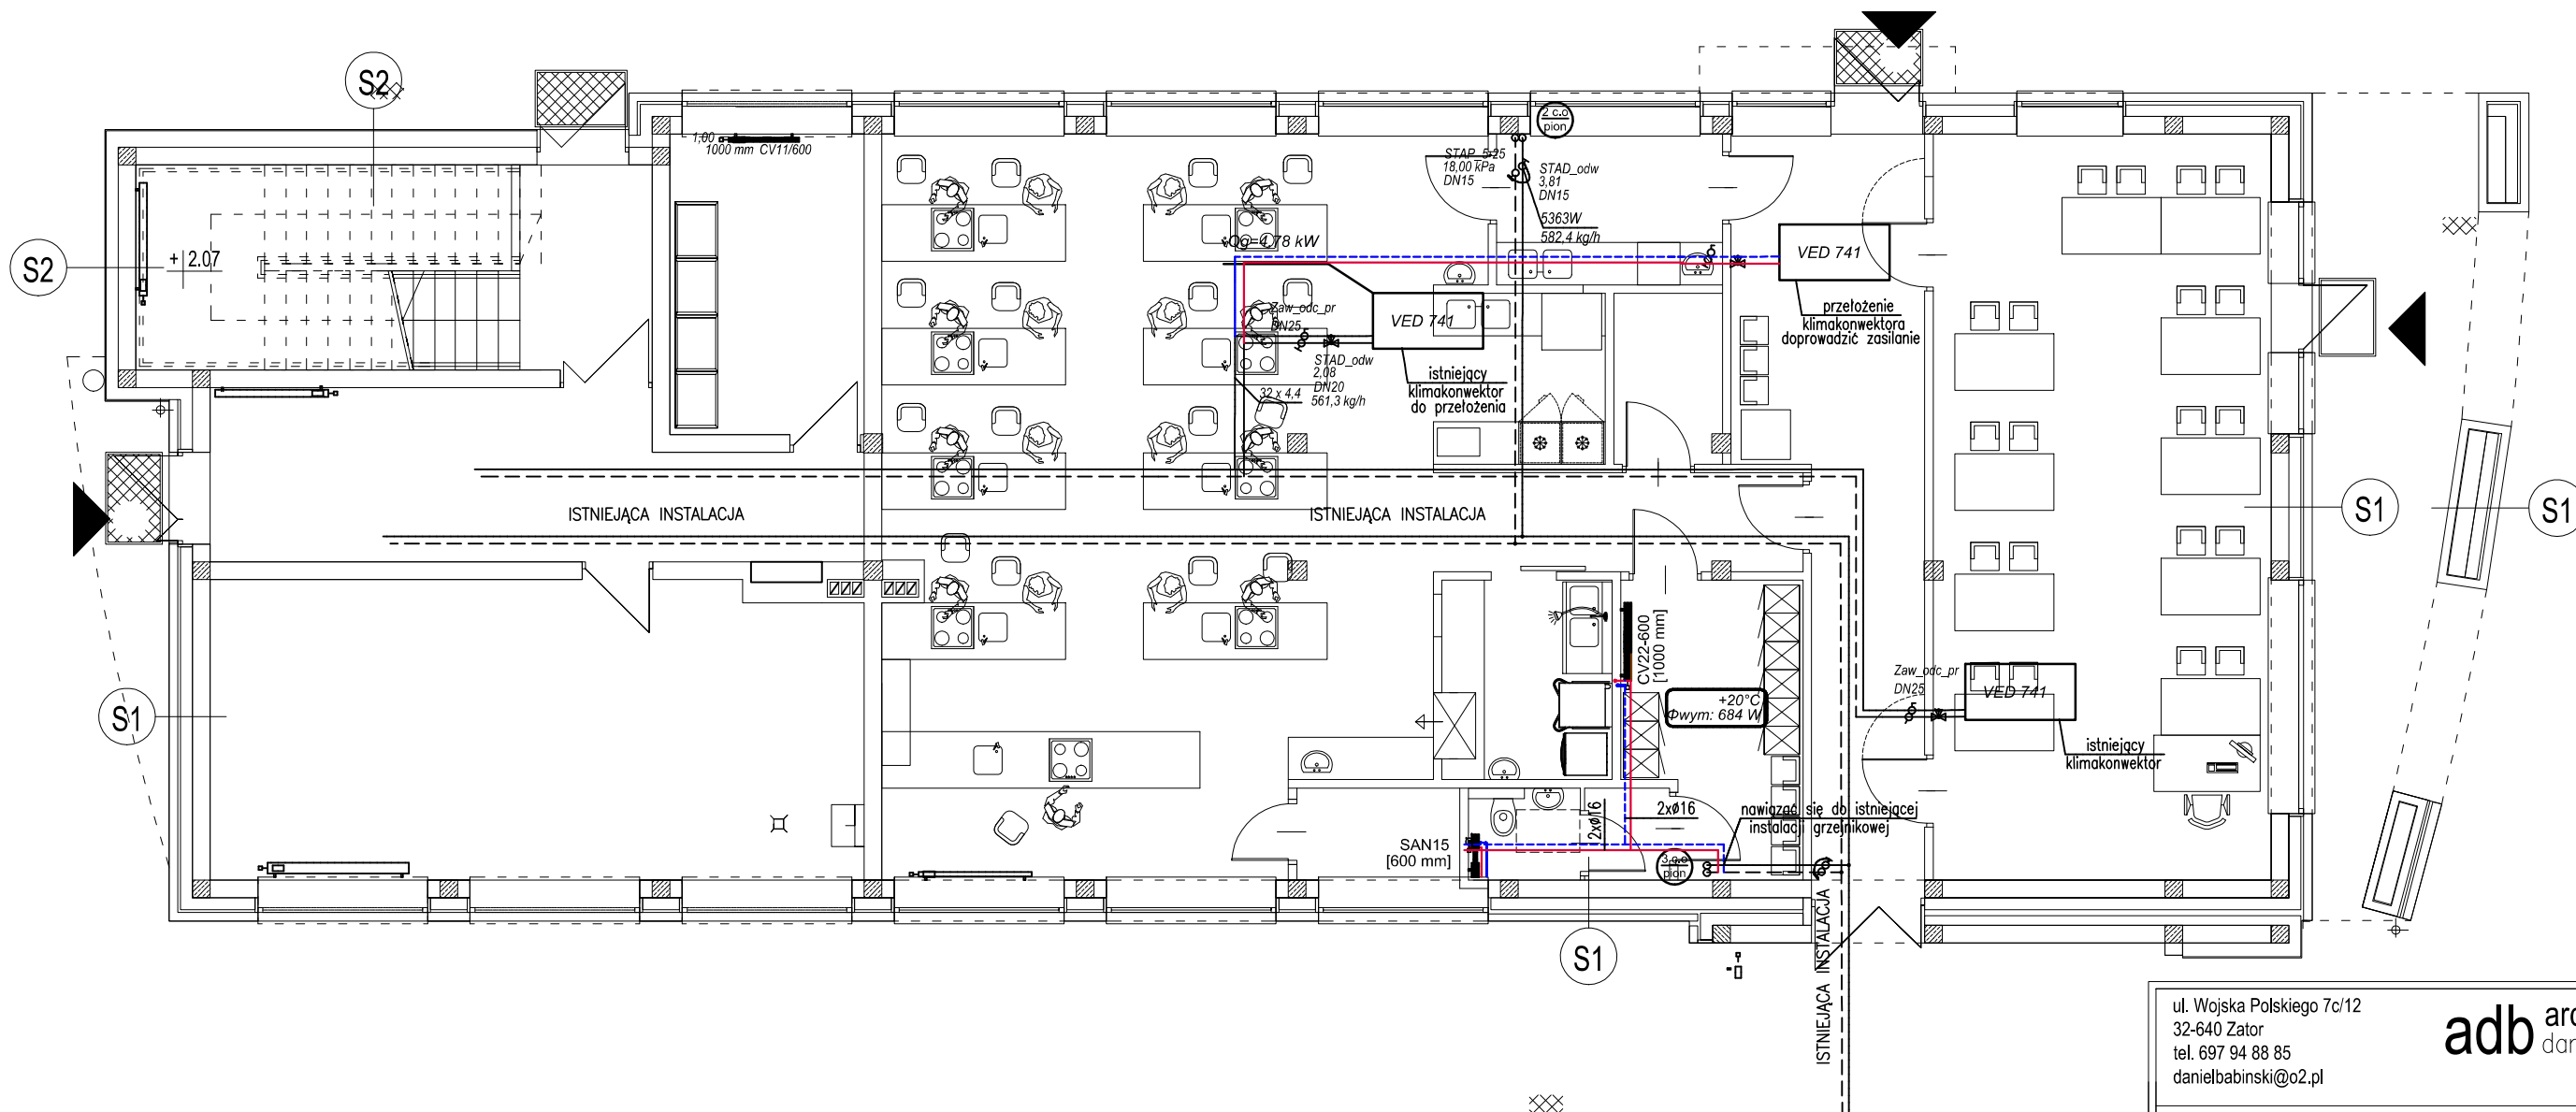 S2
S2
+ 2.07
1,00
1000 mm CV11/600
2 c.o
pion
STAP_5-25
18,00 kPa
DN15
STAD_odw
3,81
DN15
5363W
582,4 kg/h
Qg=4.78 kW
VED 741
przełożenie
klimakonwektora
doprowadzić zasilanie
Zaw_odc_pr
DN25
VED 741
STAD_odw
2,08
DN20
561,3 kg/h
32 x 4,4
istniejący
klimakonwektor
do przełożenia
ISTNIEJĄCA INSTALACJA
ISTNIEJĄCA INSTALACJA
S1
S1
S1
CV22-600
[1000 mm]
+20°C
Φwym: 684 W
Zaw_odc_pr
DN25
VED 741
istniejący
klimakonwektor
2xø16
2xø16
nawiązać się do istniejącej
instalacji grzejnikowej
SAN15
[600 mm]
3 c.o
pion
S1
ISTNIEJĄCA INSTALACJA
ul. Wojska Polskiego 7c/12
32-640 Zator
tel. 697 94 88 85
danielbabinski@o2.pl
adb